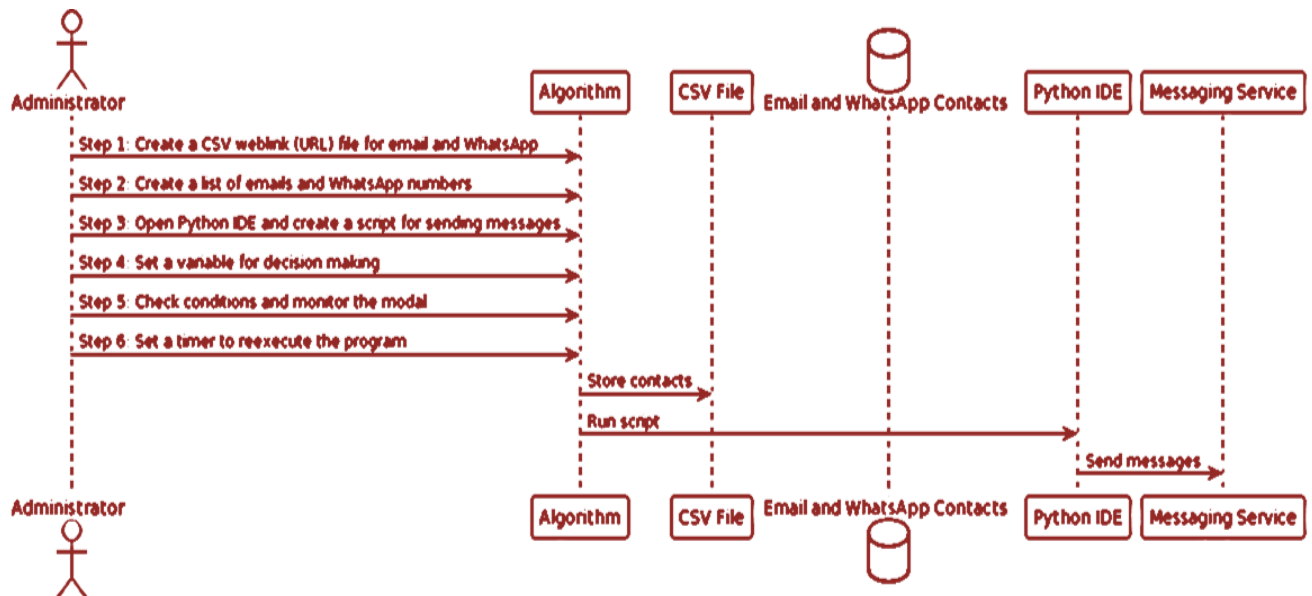 Administrator
Algorithm
CSV File
Email and WhatsApp Contacts
Python IDE
Messaging Service
Step 1: Create a CSV weblink (URL) file for email and WhatsApp
Step 2: Create a list of emails and WhatsApp numbers
Step 3: Open Python IDE and create a script for sending messages
Step 4: Set a variable for decision making
Step 5: Check conditions and monitor the modal
Step 6: Set a timer to reexecute the program
Store contacts
Run script
Send messages
Administrator
Algorithm
CSV File
Email and WhatsApp Contacts
Python IDE
Messaging Service